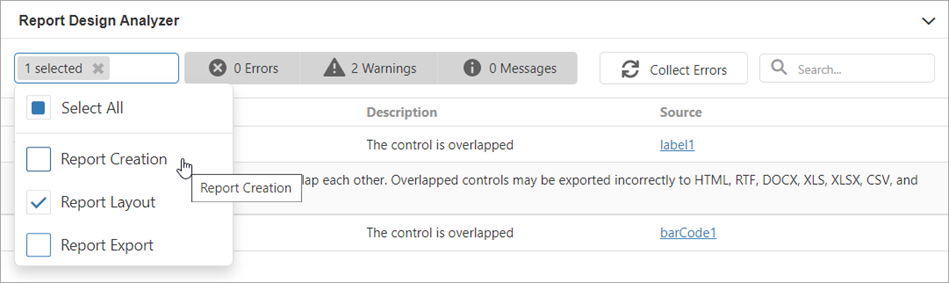 Report Design Analyzer
1 selected 0 Errors 2 Warnings 0 Messages Collect Errors Search...
Select All
Description Source
The control is overlapped label1
Report Creation
Report Creation
lap each other. Overlapped controls may be exported incorrectly to HTML, RTF, DOCX, XLS, XLSX, CSV, and
Report Layout
The control is overlapped barCode1
Report Export